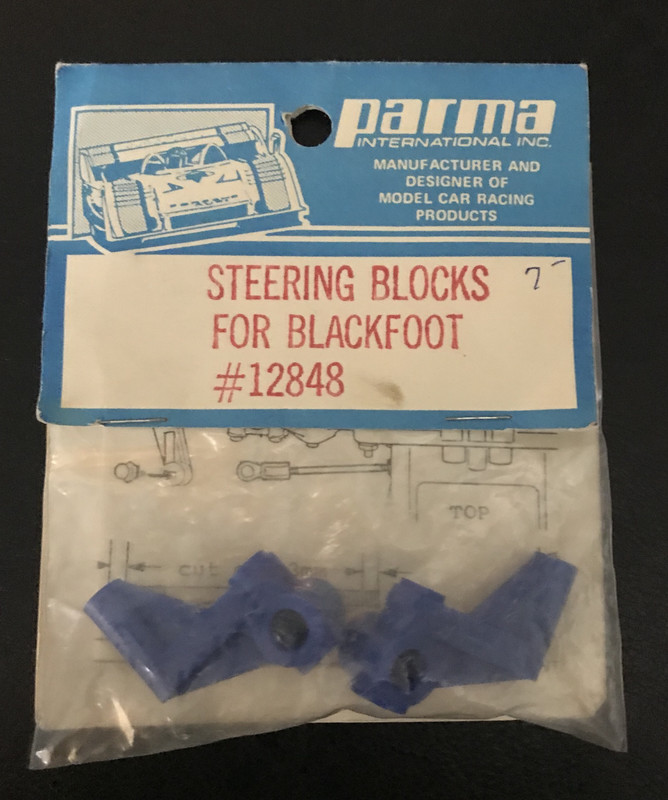 parma
INTERNATIONAL INC.
MANUFACTURER AND
DESIGNER OF
MODEL CAR RACING
PRODUCTS
STEERING BLOCKS
FOR BLACKFOOT
#12848
7-
TOP
cut 3mm